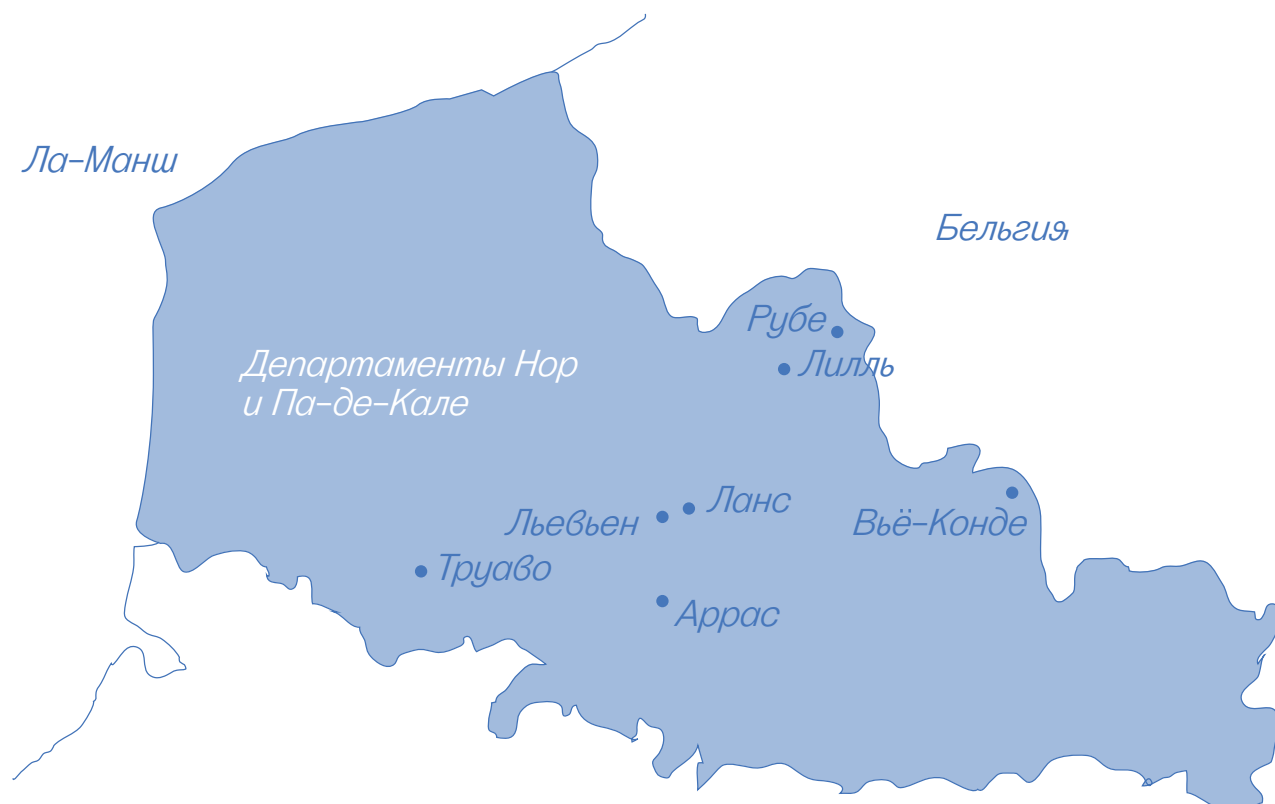 Ла-Манш
Бельгия
Рубе
Лилль
Департаменты Нор
и Па-де-Кале
Ланс
Льевьен
Вьё-Конде
Труаво
Аррас